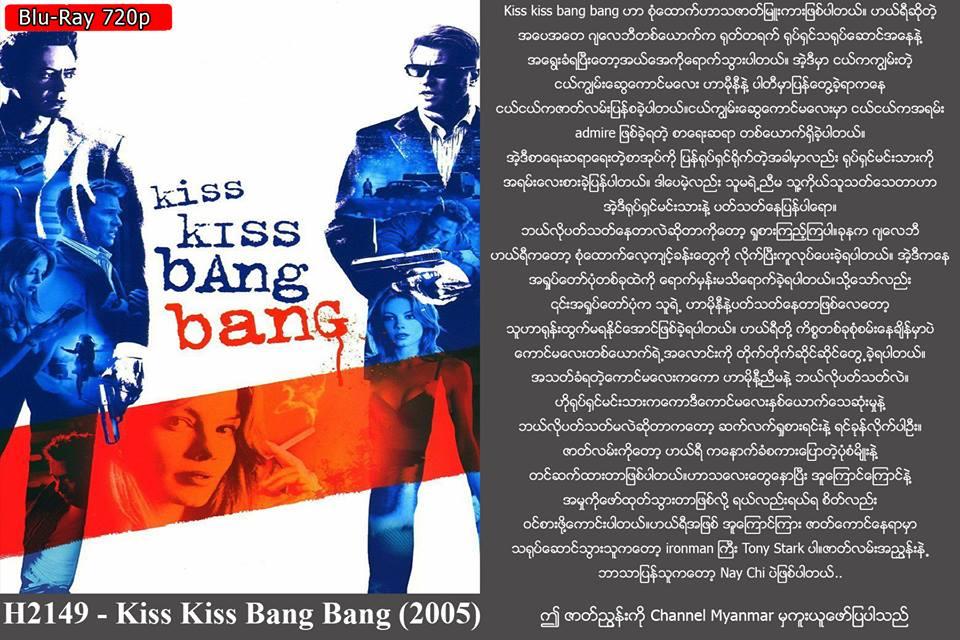 Blu-Ray 720p
kiss
kiss
bAng
banG
H2149 - Kiss Kiss Bang Bang (2005)
Kiss kiss bang bang ဟာ စုံထောက်ဟာသဇာတ်မြူးကားဖြစ်ပါတယ်။ ဟယ်ရီဆိုတဲ့
အပေအတေ ဂျလေဘီတစ်ယောက်က ရုတ်တရက် ရုပ်ရှင်သရုပ်ဆောင်အနေနဲ့
အရွေးခံရပြီးတော့အယ်အေကိုရောက်သွားပါတယ်။ အဲ့ဒီမှာ ငယ်ကကျွမ်းတဲ့
ငယ်ကျွမ်းဆွေကောင်မလေး ဟာမိုနီနဲ့ ပါတီမှာပြန်တွေ့ခဲ့ရာကနေ
ငယ်ငယ်ကဇာတ်လမ်းပြန်စခဲ့ပါတယ်။ငယ်ကျွမ်းဆွေကောင်မလေးမှာ ငယ်ငယ်ကအရမ်း
admire ဖြစ်ခဲ့ရတဲ့ စာရေးဆရာ တစ်ယောက်ရှိခဲ့ပါတယ်။
အဲ့ဒီစာရေးဆရာရေးတဲ့စာအုပ်ကို ပြန်ရုပ်ရှင်ရိုက်တဲ့အခါမှာလည်း ရုပ်ရှင်မင်းသားကို
အရမ်းလေးစားခဲ့ပြန်ပါတယ်။ ဒါပေမဲ့လည်း သူမရဲ့ညီမ သူ့ကိုယ်သူသတ်သေတာဟာ
အဲ့ဒီရုပ်ရှင်မင်းသားနဲ့ ပတ်သတ်နေပြန်ပါရော။
ဘယ်လိုပတ်သတ်နေတာလဲဆိုတာကိုတော့ ရှုစားကြည့်ကြပါ။ခုနက ဂျလေဘီ
ဟယ်ရီကတော့ စုံထောက်လေ့ကျင့်ခန်းတွေကို လိုက်ပြီးကူလုပ်ပေးခဲ့ရပါတယ်။ အဲ့ဒီကနေ
အရှုပ်တော်ပုံတစ်ခုထဲကို ရောက်မှန်းမသိရောက်ခဲ့ရပါတယ်။သို့သော်လည်း
၎င်းအရှုပ်တော်ပုံက သူရဲ့ ဟာမိုနီနဲ့ပတ်သတ်နေတာဖြစ်လေတော့
သူဟာရုန်းထွက်မရနိုင်အောင်ဖြစ်ခဲ့ရပါတယ်။ ဟယ်ရီတို့ ကိစ္စတစ်ခုစုံစမ်းနေချိန်မှာပဲ
ကောင်မလေးတစ်ယောက်ရဲ့အလောင်းကို တိုက်တိုက်ဆိုင်ဆိုင်တွေ့ခဲ့ရပါတယ်။
အသတ်ခံရတဲ့ကောင်မလေးကကော ဟာမိုနီ့ညီမနဲ့ ဘယ်လိုပတ်သတ်လဲ။
ဟိုရုပ်ရှင်မင်းသားကကောဒီကောင်မလေးနှစ်ယောက်သေဆုံးမှုနဲ့
ဘယ်လိုပတ်သတ်မလဲဆိုတာကတော့ ဆက်လက်ရှုစားရင်းနဲ့ ရင်ခုန်လိုက်ပါဦး။
ဇာတ်လမ်းကိုတော့ ဟယ်ရီ ကနောက်ခံစကားပြောတဲ့ပုံစံမျိုးနဲ့
တင်ဆက်ထားတာဖြစ်ပါတယ်။ဟာသလေးတွေနှောပြီး အူကြောင်ကြောင်နဲ့
အမှုကိုဖော်ထုတ်သွားတာဖြစ်လို့ ရယ်လည်းရယ်ရ စိတ်လည်း
ဝင်စားဖို့ကောင်းပါတယ်။ဟယ်ရီအဖြစ် အူကြောင်ကြား ဇာတ်ကောင်နေရာမှာ
သရုပ်ဆောင်သွားသူကတော့ ironman ကြီး Tony Stark ပါ။ဇာတ်လမ်းအညွှန်းနဲ့
ဘာသာပြန်သူကတော့ Nay Chi ပဲဖြစ်ပါတယ်..
ဤ ဇာတ်ညွှန်းကို Channel Myanmar မှကူးယူဖော်ပြပါသည်